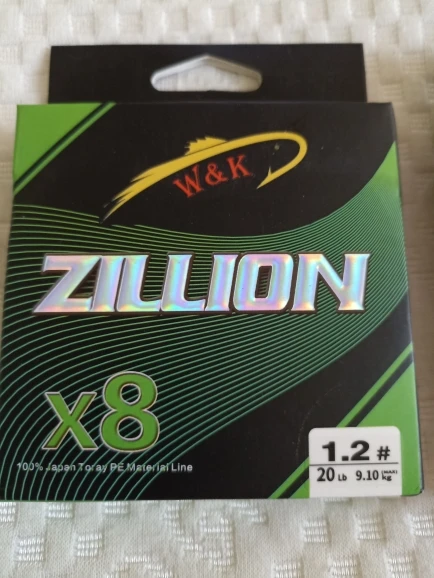 W & K
ZILLION
x8
100% Japan Toray PE Material Line
1.2 #
20 Lb 9.10 kg (MAX)